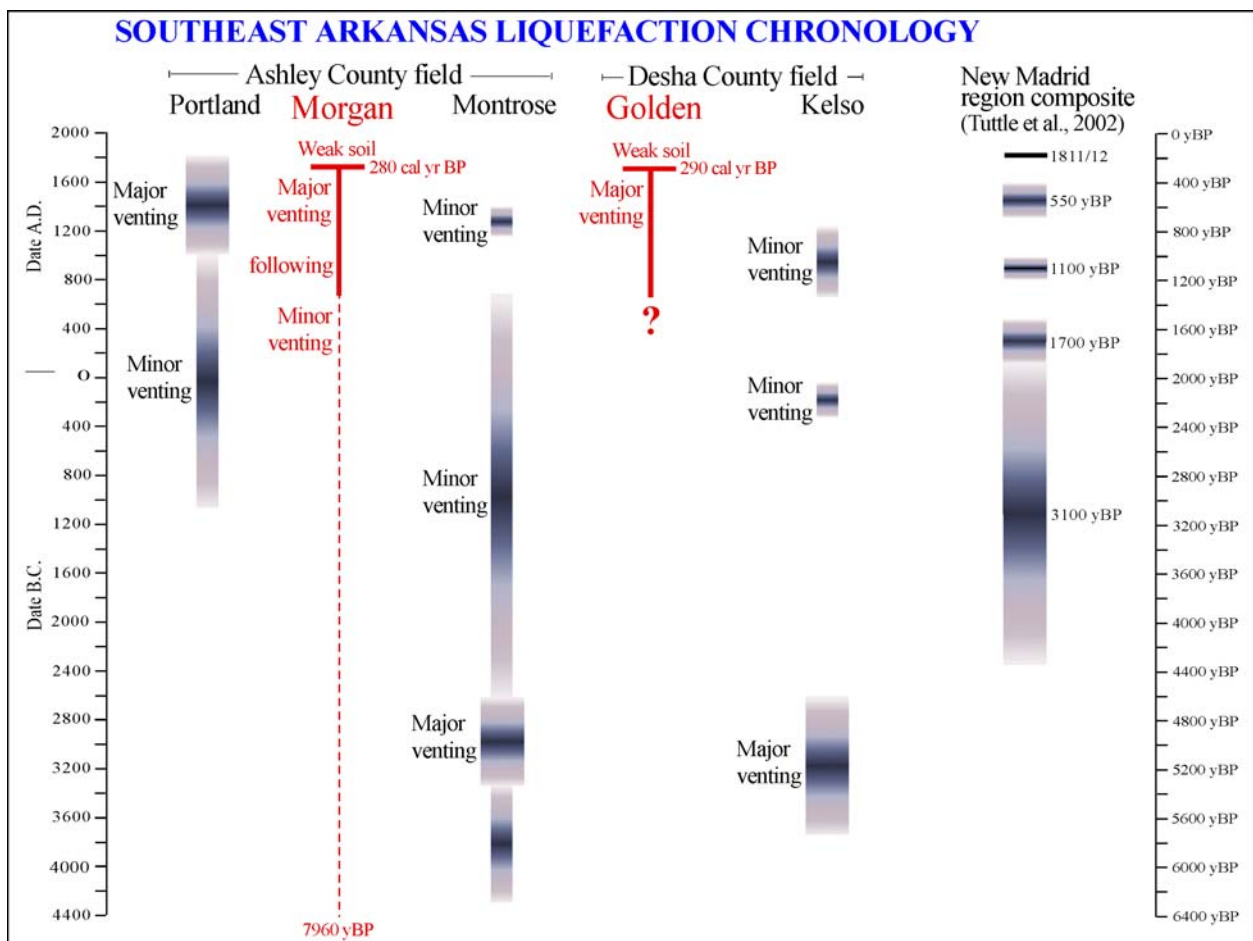 SOUTHEAST ARKANSAS LIQUEFACTION CHRONOLOGY
Ashley County field
Desha County field
New Madrid
region composite
(Tuttle et al., 2002)
Portland
Morgan
Montrose
Golden
Kelso
Date A.D.
Date B.C.
2000
1600
1200
800
400
O
400
800
1200
1600
2000
2400
2800
3200
3600
4000
4400
Major
venting
Minor
venting
Weak soil
280 cal yr BP
Major
venting
following
Minor
venting
7960 yBP
Minor
venting
Minor
venting
Major
venting
Weak soil
290 cal yr BP
Major
venting
?
Minor
venting
Minor
venting
Major
venting
1811/12
550 yBP
1100 yBP
1700 yBP
3100 yBP
0 yBP
400 yBP
800 yBP
1200 yBP
1600 yBP
2000 yBP
2400 yBP
2800 yBP
3200 yBP
3600 yBP
4000 yBP
4400 yBP
4800 yBP
5200 yBP
5600 yBP
6000 yBP
6400 yBP